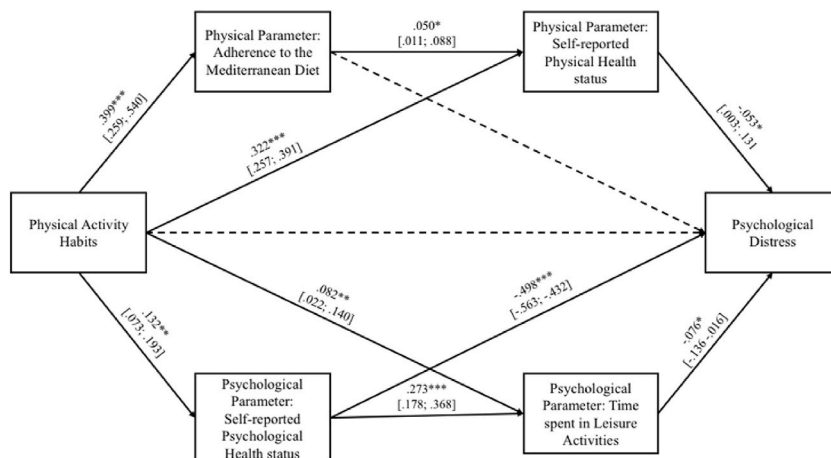 Physical Parameter:
Adherence to the
Mediterranean Diet
.050*
[.011; .088]
Physical Parameter:
Self-reported
Physical Health
status
.399***
[.259; .540]
.322***
[.257; .391]
-.053*
[.003; .131
Physical Activity
Habits
Psychological
Distress
.132**
[.073; .193]
.082**
[.022; .140]
-.498***
[-.563; -.432]
-.076*
[-.136 -.016]
Psychological
Parameter:
Self-reported
Psychological
Health status
.273***
[.178; .368]
Psychological
Parameter: Time
spent in Leisure
Activities